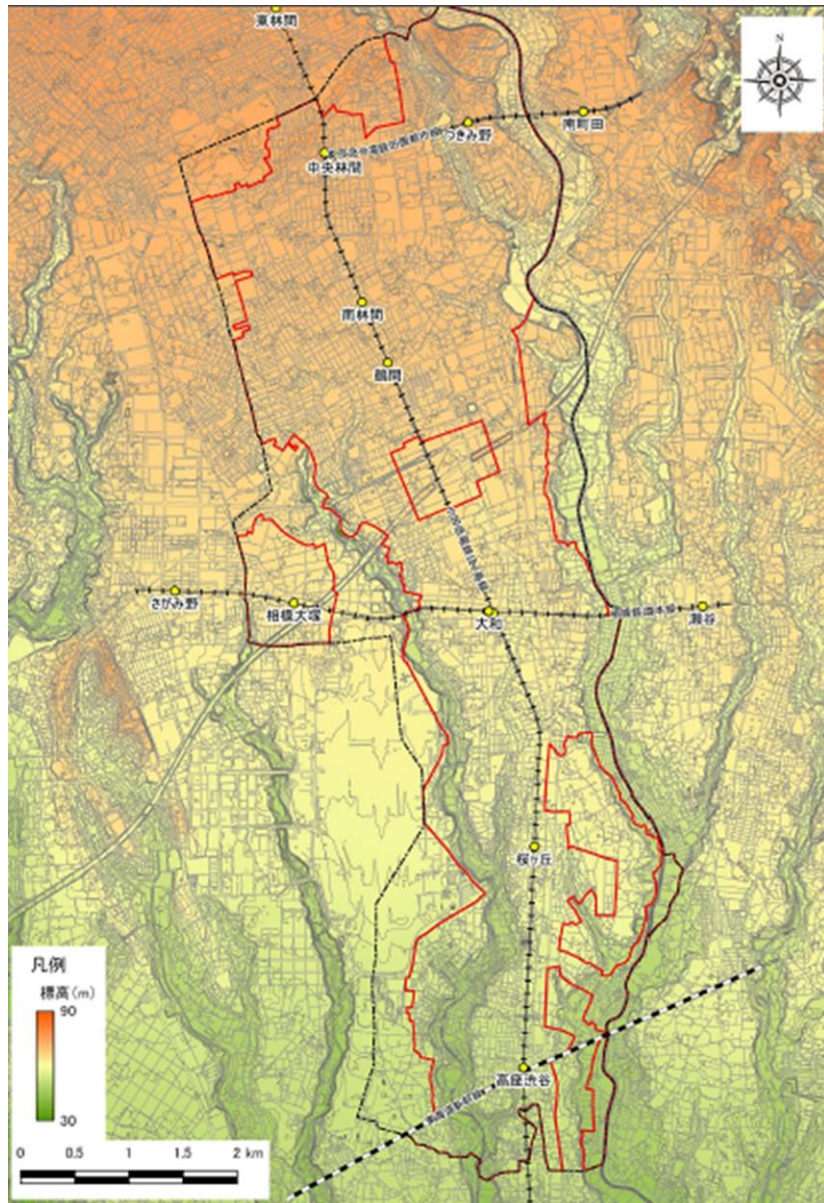 東林間
N
南町田
つきみ野
中央林間
南林間
鶴間
さがみ野
相模大塚
大和
瀬谷
桜ヶ丘
高座渋谷
凡例
標高(m)
90
30
0 0.5 1 2 km